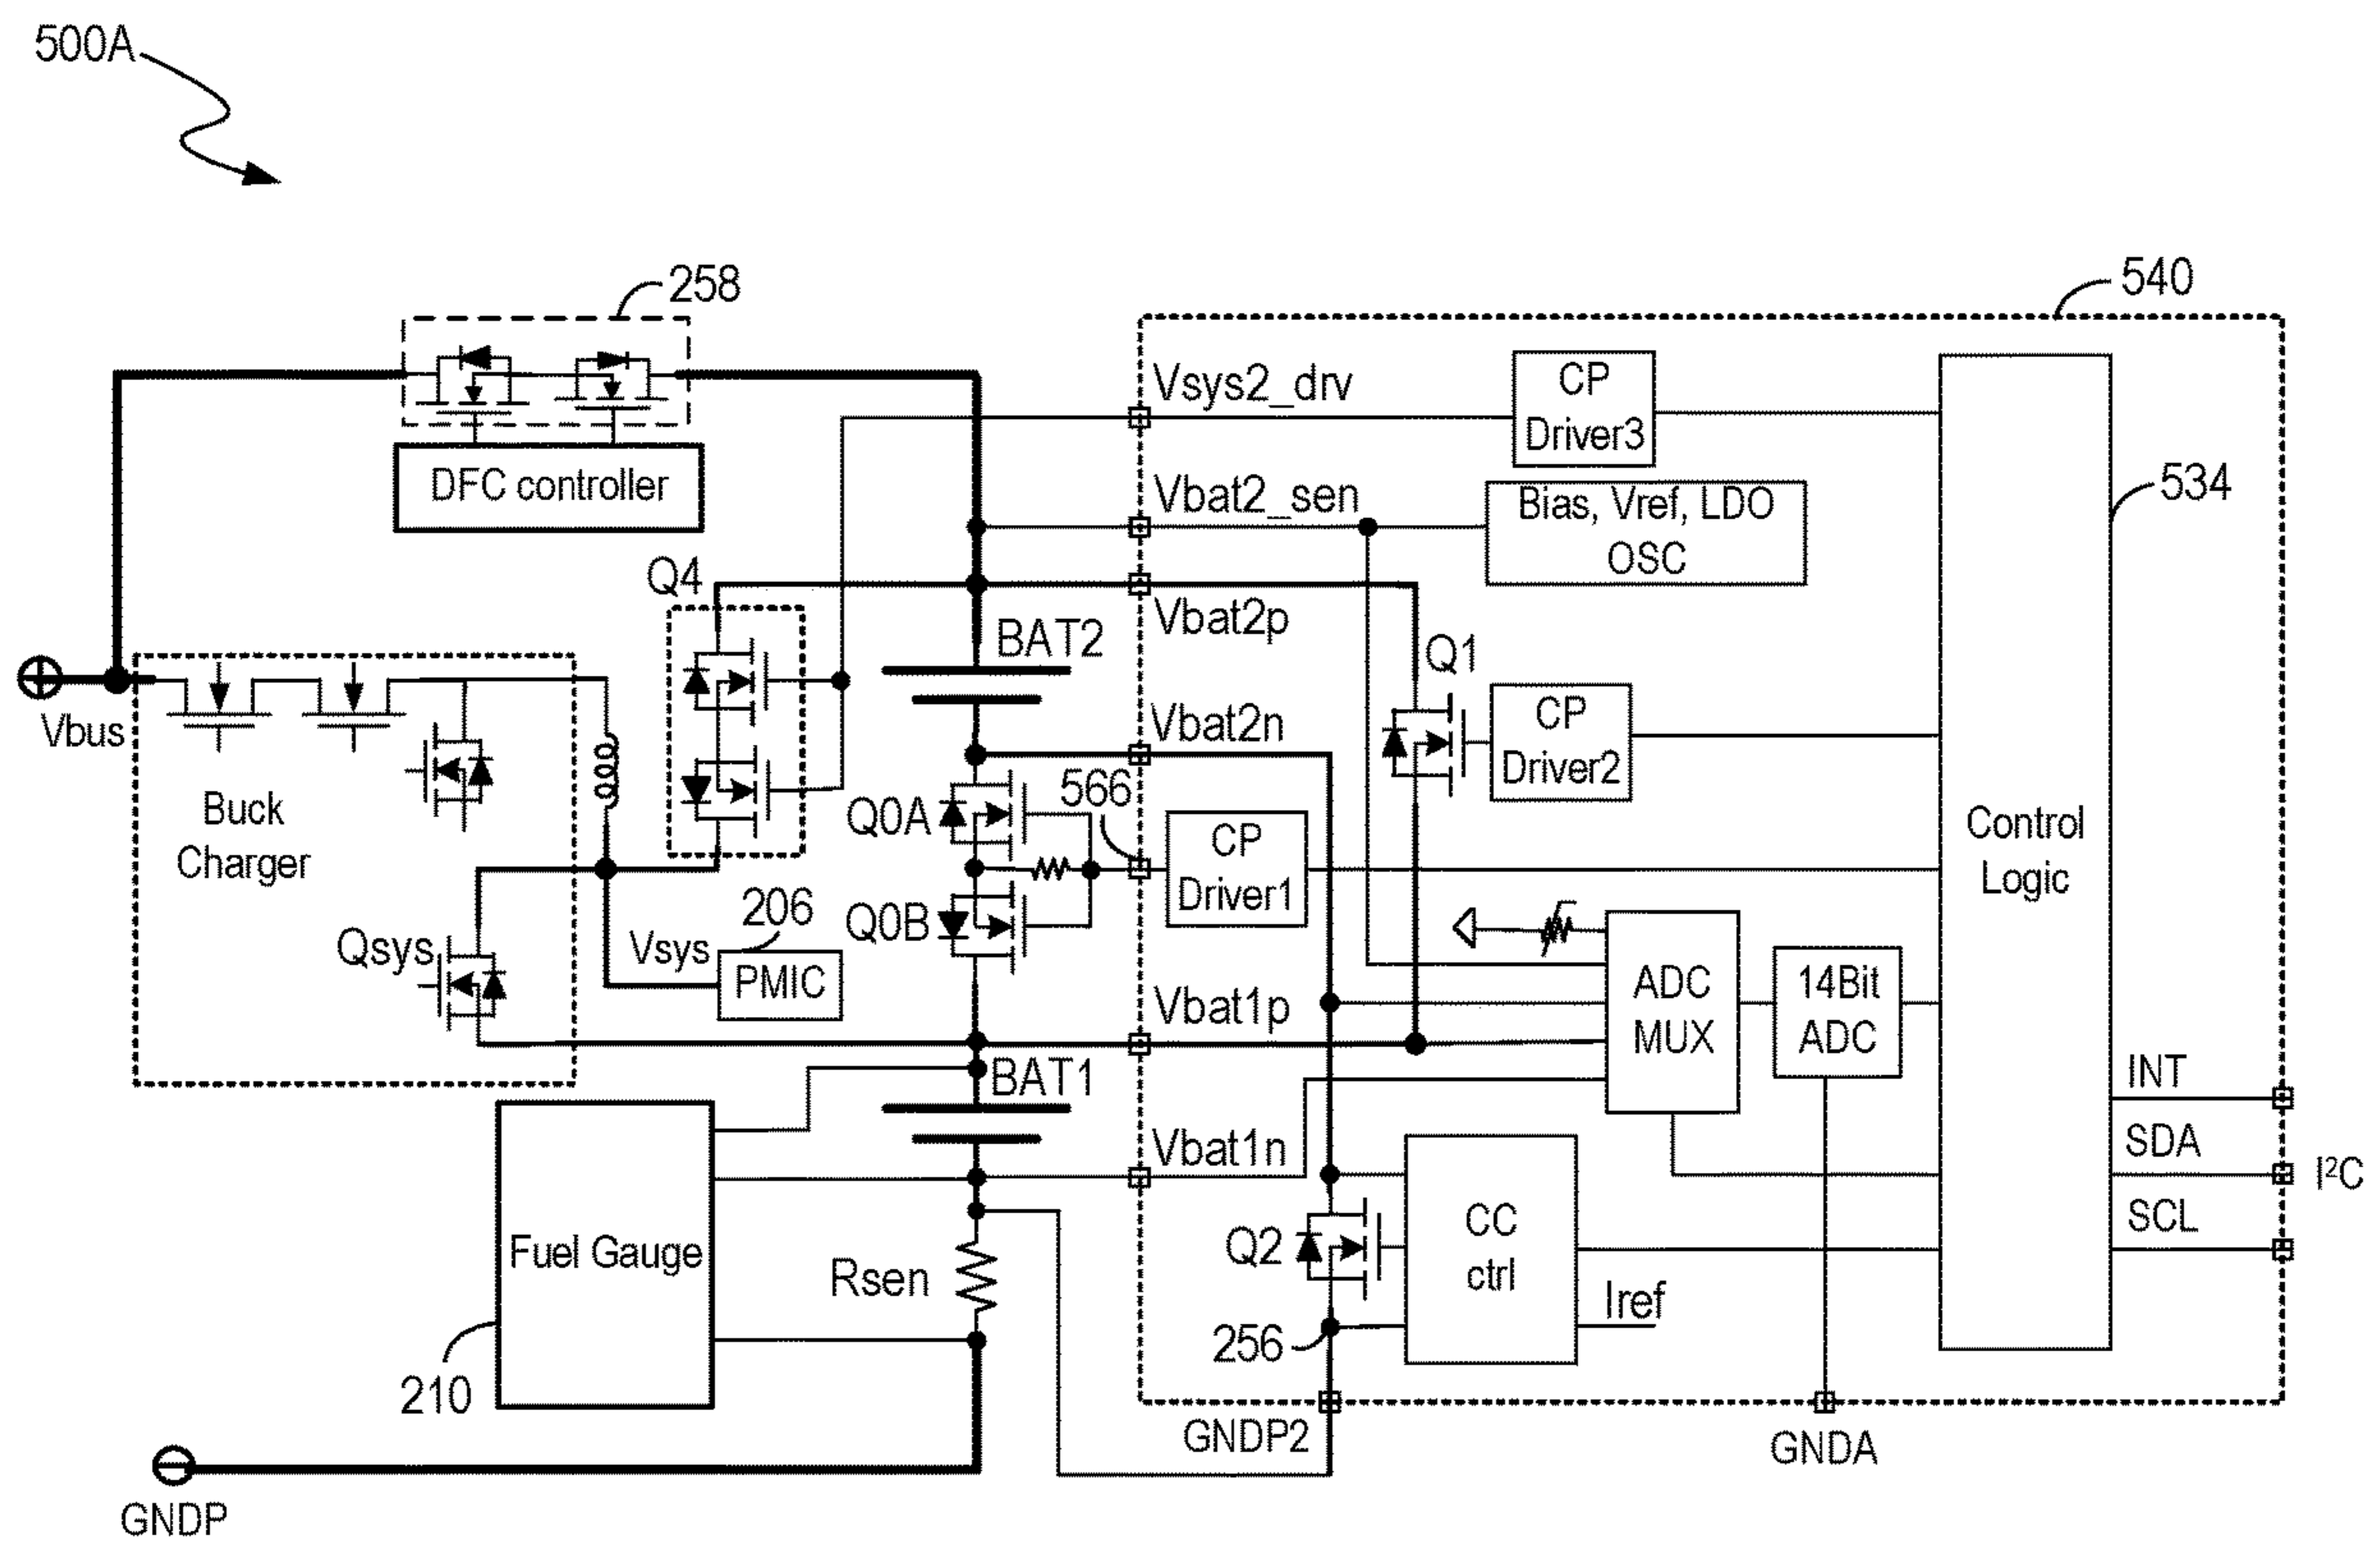 500A
258
540
Vsys2_drv
CP
Driver3
DFC controller
Vbat2_sen
Bias, Vref, LDO
OSC
534
Q4
Vbat2p
BAT2
Q1
Vbus
Vbat2n
CP
Driver2
Buck
Charger
Q0A
566
CP
Driver1
Control
Logic
206
Q0B
Qsys
Vsys
PMIC
Vbat1p
ADC
MUX
14Bit
ADC
BAT1
INT
Vbat1n
SDA
I²C
SCL
Fuel Gauge
Rsen
Q2
CC
ctrl
Iref
256
210
GNDP2
GNDA
GNDP